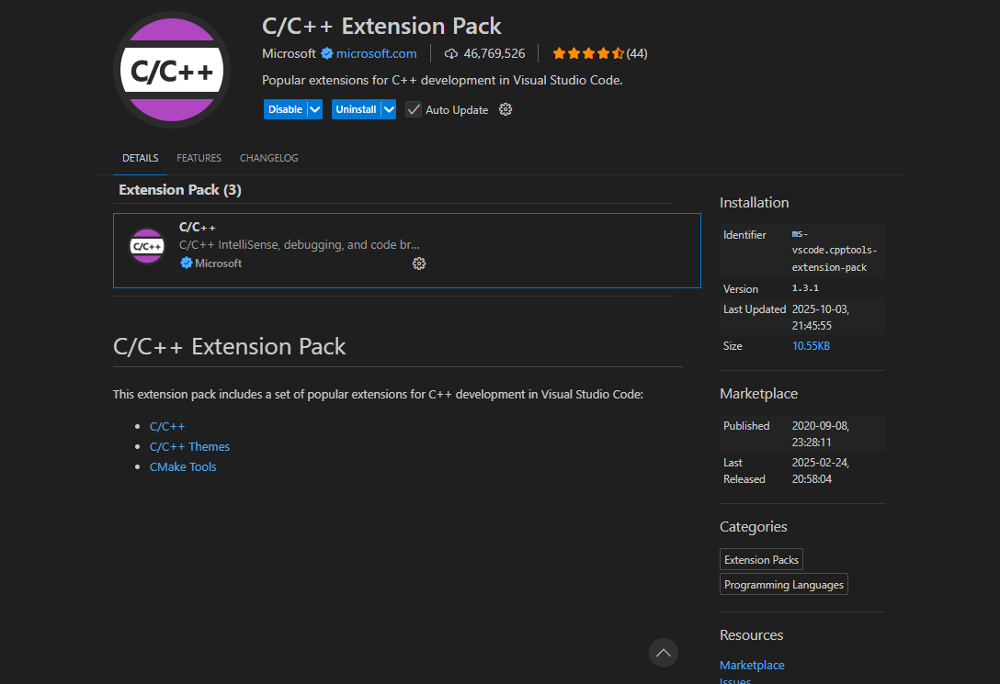 C/C++
C/C++ Extension Pack
Microsoft microsoft.com 46,769,526 (44)
Popular extensions for C++ development in Visual Studio Code.
Disable Uninstall Auto Update
DETAILS FEATURES CHANGELOG
Extension Pack (3)
C/C++
C/C++
C/C++ IntelliSense, debugging, and code br...
Microsoft
C/C++ Extension Pack
This extension pack includes a set of popular extensions for C++ development in Visual Studio Code:
• C/C++
• C/C++ Themes
• CMake Tools
Installation
Identifier ms-
vscode.cpptools-
extension-pack
Version 1.3.1
Last Updated 2025-10-03,
21:45:55
Size 10.55KB
Marketplace
Published 2020-09-08,
23:28:11
Last 2025-02-24,
Released 20:58:04
Categories
Extension Packs
Programming Languages
Resources
Marketplace
Issues